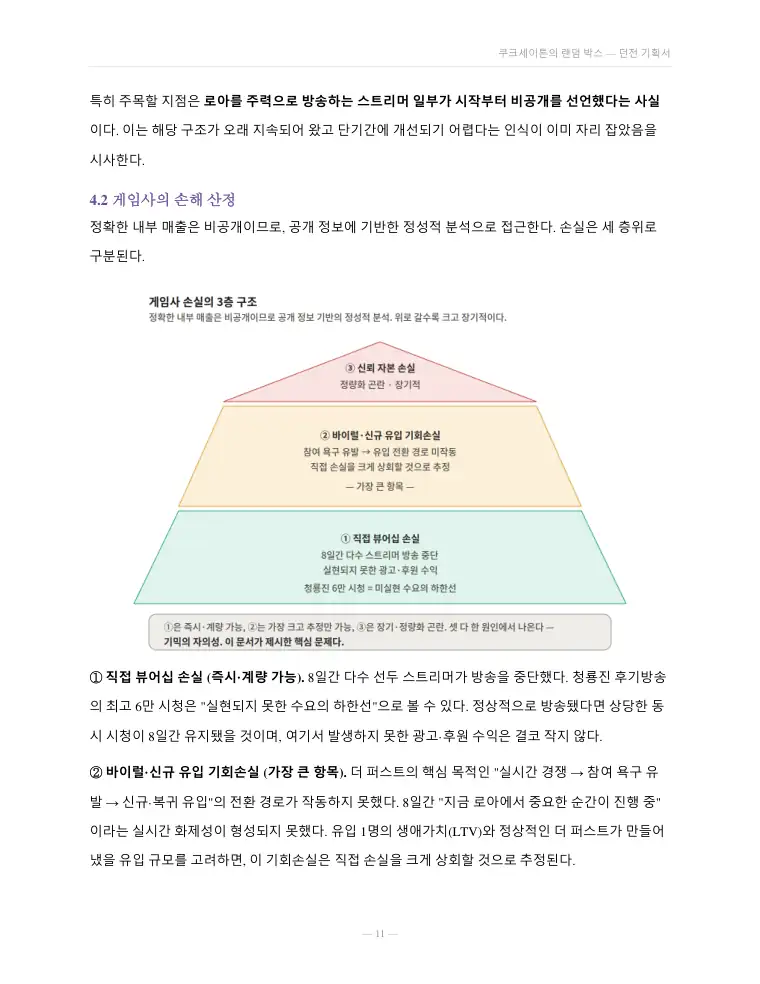 쿠크세이튼의 랜덤 박스 — 던전 기획서
특히 주목할 지점은 로아를 주력으로 방송하는 스트리머 일부가 시작부터 비공개를 선언했다는 사실
이다. 이는 해당 구조가 오래 지속되어 왔고 단기간에 개선되기 어렵다는 인식이 이미 자리 잡았음을
시사한다.
4.2 게임사의 손해 산정
정확한 내부 매출은 비공개이므로, 공개 정보에 기반한 정성적 분석으로 접근한다. 손실은 세 층위로
구분된다.
게임사 손실의 3층 구조
정확한 내부 매출은 비공개이므로 공개 정보 기반의 정성적 분석. 위로 갈수록 크고 장기적이다.
③ 신뢰 자본 손실
정량화 곤란 · 장기적
② 바이럴·신규 유입 기회손실
참여 욕구 유발 → 유입 전환 경로 미작동
직접 손실을 크게 상회할 것으로 추정
— 가장 큰 항목 —
① 직접 뷰어십 손실
8일간 다수 스트리머 방송 중단
실현되지 못한 광고·후원 수익
청룡진 6만 시청 = 미실현 수요의 하한선
①은 즉시·계량 가능, ②는 가장 크고 추정만 가능, ③은 장기·정량화 곤란. 셋 다 한 원인에서 나온다 —
기믹의 자의성. 이 문서가 제시한 핵심 문제다.
① 직접 뷰어십 손실 (즉시·계량 가능). 8일간 다수 선두 스트리머가 방송을 중단했다. 청룡진 후기방송
의 최고 6만 시청은 "실현되지 못한 수요의 하한선"으로 볼 수 있다. 정상적으로 방송됐다면 상당한 동
시 시청이 8일간 유지됐을 것이며, 여기서 발생하지 못한 광고·후원 수익은 결코 작지 않다.
② 바이럴·신규 유입 기회손실 (가장 큰 항목). 더 퍼스트의 핵심 목적인 "실시간 경쟁 → 참여 욕구 유
발 → 신규·복귀 유입"의 전환 경로가 작동하지 못했다. 8일간 "지금 로아에서 중요한 순간이 진행 중"
이라는 실시간 화제성이 형성되지 못했다. 유입 1명의 생애가치(LTV)와 정상적인 더 퍼스트가 만들어
냈을 유입 규모를 고려하면, 이 기회손실은 직접 손실을 크게 상회할 것으로 추정된다.
— 11 —